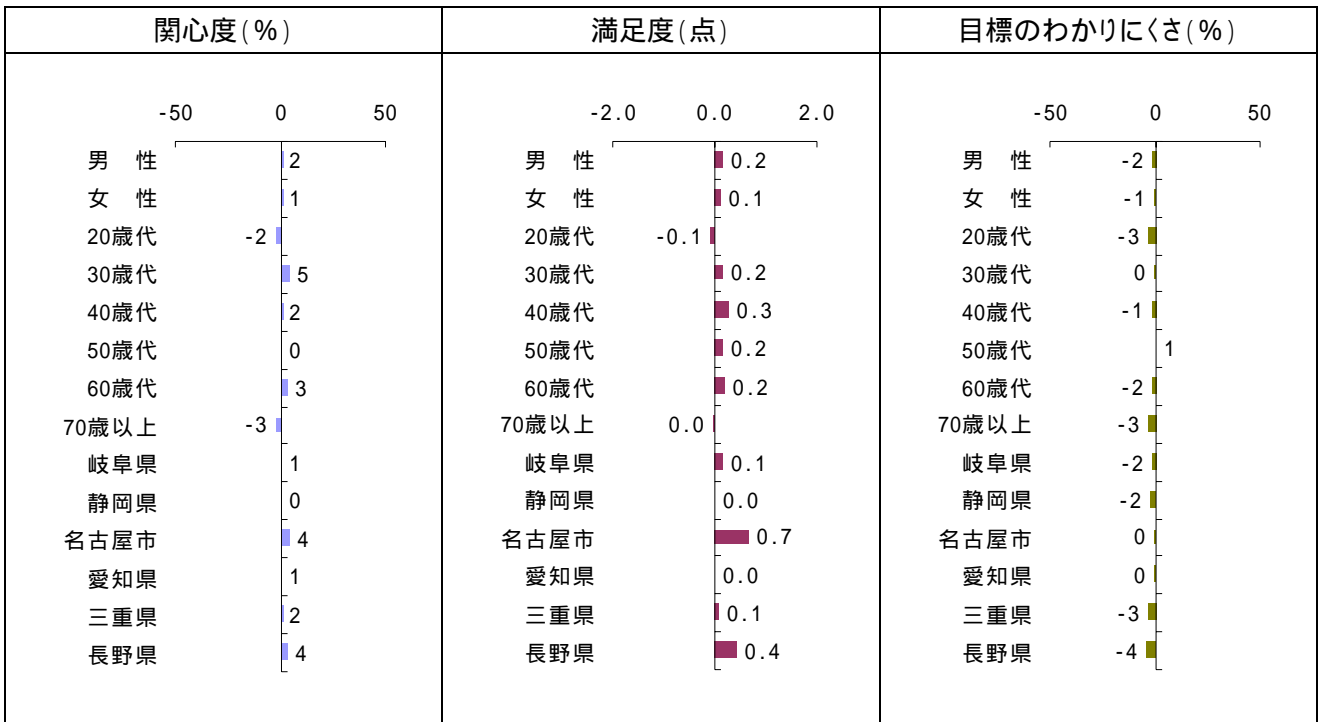 関心度(%) 満足度(点) 目標のわかりにくさ(%)
-50 0 50 -2.0 0.0 2.0 -50 0 50
男 性 2 男 性 0.2 男 性 -2
女 性 1 女 性 0.1 女 性 -1
20歳代 -2 20歳代 -0.1 20歳代 -3
30歳代 5 30歳代 0.2 30歳代 0
40歳代 2 40歳代 0.3 40歳代 -1
50歳代 0 50歳代 0.2 50歳代 1
60歳代 3 60歳代 0.2 60歳代 -2
70歳以上 -3 70歳以上 0.0 70歳以上 -3
岐阜県 1 岐阜県 0.1 岐阜県 -2
静岡県 0 静岡県 0.0 静岡県 -2
名古屋市 4 名古屋市 0.7 名古屋市 0
愛知県 1 愛知県 0.0 愛知県 0
三重県 2 三重県 0.1 三重県 -3
長野県 4 長野県 0.4 長野県 -4